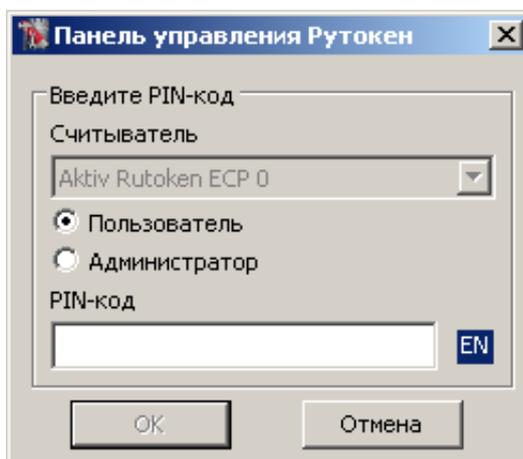 Панель управления Рутокен
Введите PIN-код
Считыватель
Aktiv Rutoken ECP 0
Пользователь
Администратор
PIN-код
EN
OK
Отмена